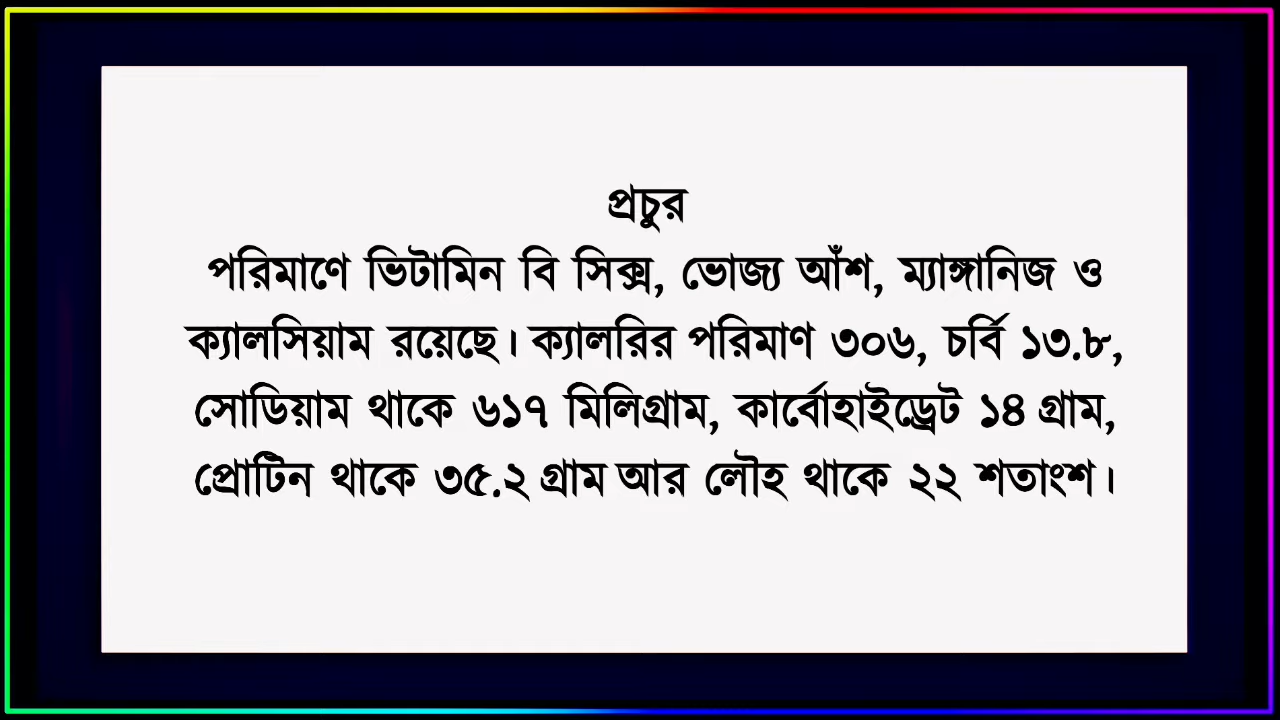 প্রচুর
পরিমাণে ভিটামিন বি সিক্স, ভোজ্য আঁশ, ম্যাঙ্গানিজ ও
ক্যালসিয়াম রয়েছে। ক্যালরির পরিমাণ ৩০৬, চর্বি ১৩.৮,
সোডিয়াম থাকে ৬১৭ মিলিগ্রাম, কার্বোহাইড্রেট ১৪ গ্রাম,
প্রোটিন থাকে ৩৫.২ গ্রাম আর লৌহ থাকে ২২ শতাংশ।